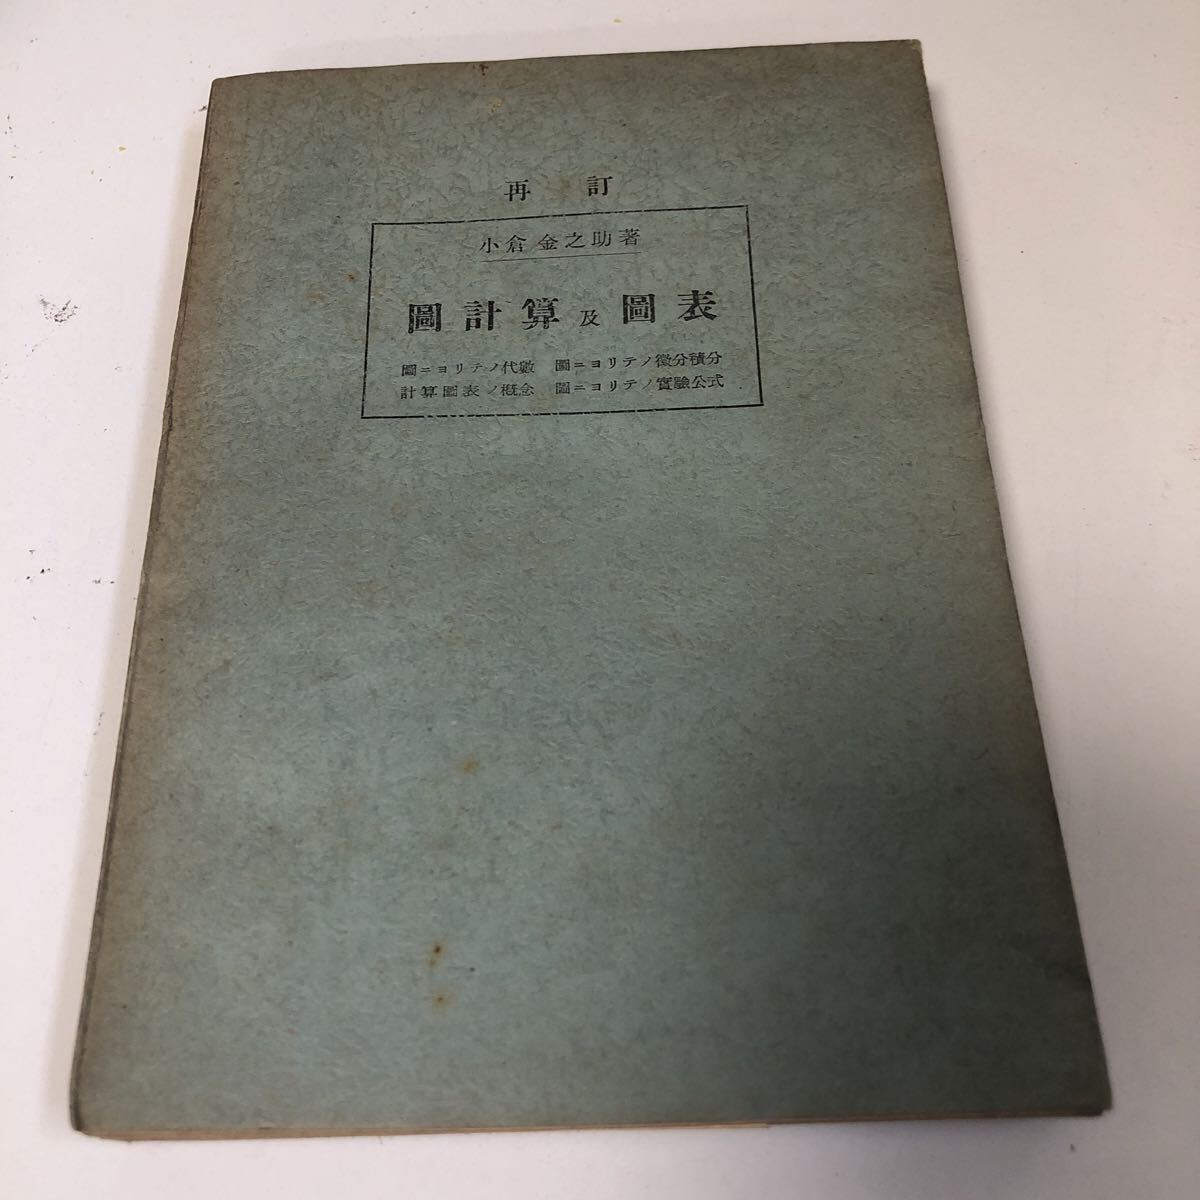 再訂
小倉金之助著
圖計算及圖表
圖ニヨリテノ代數 圖ニヨリテノ微分積分
計算圖表ノ概念 圖ニヨリテノ實驗公式